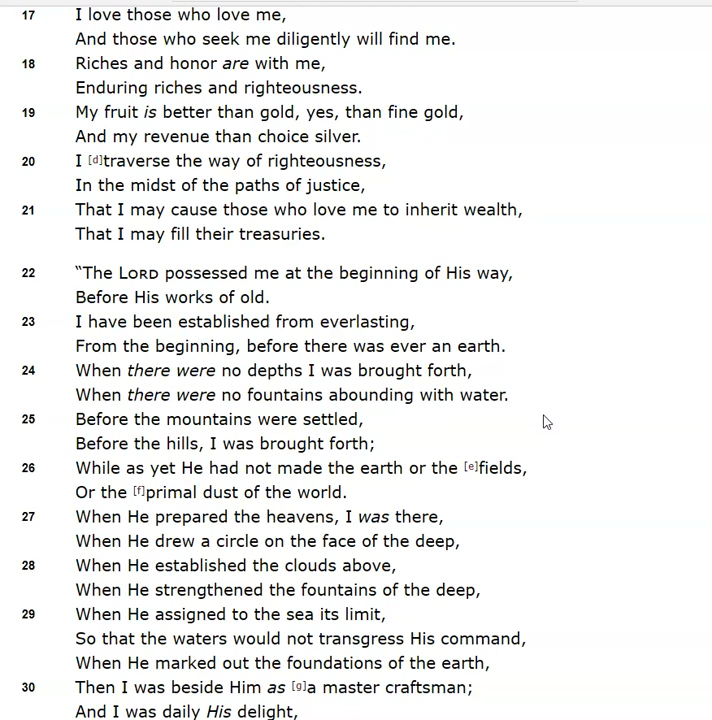 17 I love those who love me,
And those who seek me diligently will find me.
18 Riches and honor are with me,
Enduring riches and righteousness.
19 My fruit is better than gold, yes, than fine gold,
And my revenue than choice silver.
20 I [d]traverse the way of righteousness,
In the midst of the paths of justice,
21 That I may cause those who love me to inherit wealth,
That I may fill their treasuries.
22 “The LORD possessed me at the beginning of His way,
Before His works of old.
23 I have been established from everlasting,
From the beginning, before there was ever an earth.
24 When there were no depths I was brought forth,
When there were no fountains abounding with water.
25 Before the mountains were settled,
Before the hills, I was brought forth;
26 While as yet He had not made the earth or the [e]fields,
Or the [f]primal dust of the world.
27 When He prepared the heavens, I was there,
When He drew a circle on the face of the deep,
28 When He established the clouds above,
When He strengthened the fountains of the deep,
29 When He assigned to the sea its limit,
So that the waters would not transgress His command,
When He marked out the foundations of the earth,
30 Then I was beside Him as [g]a master craftsman;
And I was daily His delight,